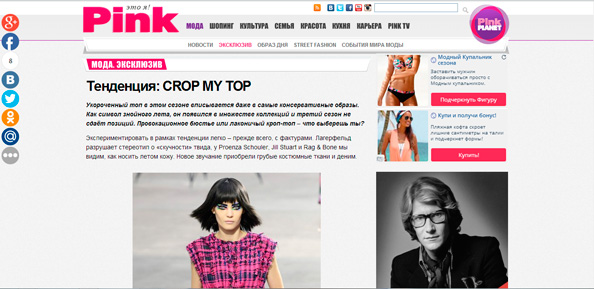 это я!
Pink
МОДА ШОПИНГ КУЛЬТУРА СЕМЬЯ КРАСОТА КУХНЯ КАРЬЕРА PINK TV
Pink PLANET
НОВОСТИ ЭКСКЛЮЗИВ ОБРАЗ ДНЯ STREET FASHION СОБЫТИЯ МИРА МОДЫ
8
МОДА. ЭКСКЛЮЗИВ
Тенденция: CROP MY TOP
Укороченный топ в этом сезоне вписывается даже в самые консервативные образы.
Как символ знойного лета, он появился в множестве коллекций и третий сезон не
сдаёт позиций. Провокационное бюстье или лаконичный кроп-топ – что выберешь ты?
Экспериментировать в рамках тенденции легко – прежде всего, с фактурами. Лагерфельд
разрушает стереотип о «скучности» твида, у Proenza Schouler, Jill Stuart и Rag & Bone мы
видим, как носить летом кожу. Новое звучание приобрели грубые костюмные ткани и деним.
Модный Купальник
сезона
Заставить мужчин
оборачиваться просто с
Модным купальником.
Подчеркнуть Фигуру
Купи и получи бонус!
Пляжная юбка скроет
лишние сантиметры на талии
и подчеркнет формы!
Купить!